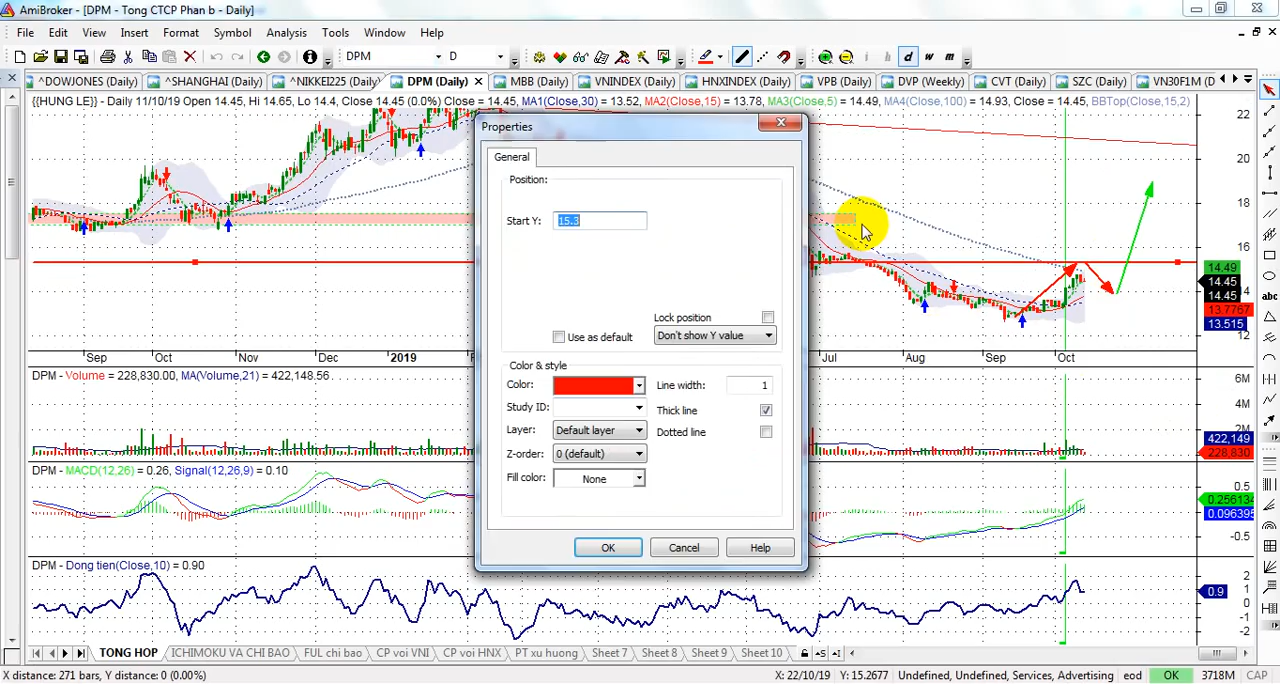 AmiBroker - [DPM - Tong CTCP Phan b - Daily]
File Edit View Insert Format Symbol Analysis Tools Window Help
DPM D i h d w m
^DOWJONES (Daily) ^SHANGHAI (Daily) ^NIKKEI225 (Daily) DPM (Daily) MBB (Daily) VNINDEX (Daily) HNXINDEX (Daily) VPB (Daily) DVP (Weekly) CVT (Daily) SZC (Daily) VN30F1M (D
{{HUNG LE}} - Daily 11/10/19 Open 14.45, Hi 14.65, Lo 14.4, Close 14.45 (0.0%) Close = 14.45, MA1(Close,30) = 13.52, MA2(Close,15) = 13.78, MA3(Close,5) = 14.49, MA4(Close,100) = 14.93, Close = 14.45, BBTop(Close,15,2)
Properties
General
Position:
Start Y: 15.3
Lock position
Use as default Don't show Y value
Color & style
Color: Line width: 1
Study ID: Thick line
Layer: Default layer Dotted line
Z-order: 0 (default)
Fill color: None
OK Cancel Help
22
20
18
16
14.49
14.45
14.45
13.7767
13.515
12
Sep Oct Nov Dec 2019 Jul Aug Sep Oct
DPM - Volume = 228,830.00, MA(Volume,21) = 422,148.56
6M
4M
2M
422,149
228,830
DPM - MACD(12,26) = 0.26, Signal(12,26,9) = 0.10
0.5
0.256134
0.096395
-0.5
DPM - Dong tien(Close,10) = 0.90
2
1
0.9
0
-1
-2
TONG HOP ICHIMOKU VA CHI BAO FUL chi bao CP voi VNI CP voi HNX PT xu huong Sheet 7 Sheet 8 Sheet 9 Sheet 10
X distance: 271 bars, Y distance: 0 (0.00%) X: 22/10/19 Y: 15.2677 Undefined, Undefined, Services, Advertising eod OK 3718M CAP